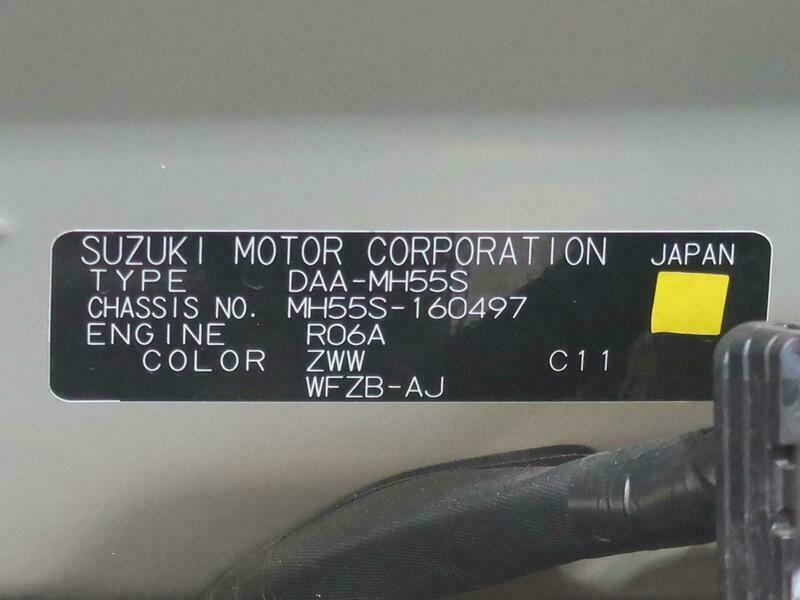 SUZUKI MOTOR CORPORATION JAPAN
TYPE DAA-MH55S
CHASSIS NO. MH55S-160497
ENGINE R06A
COLOR ZWW C11
WFZB-AJ